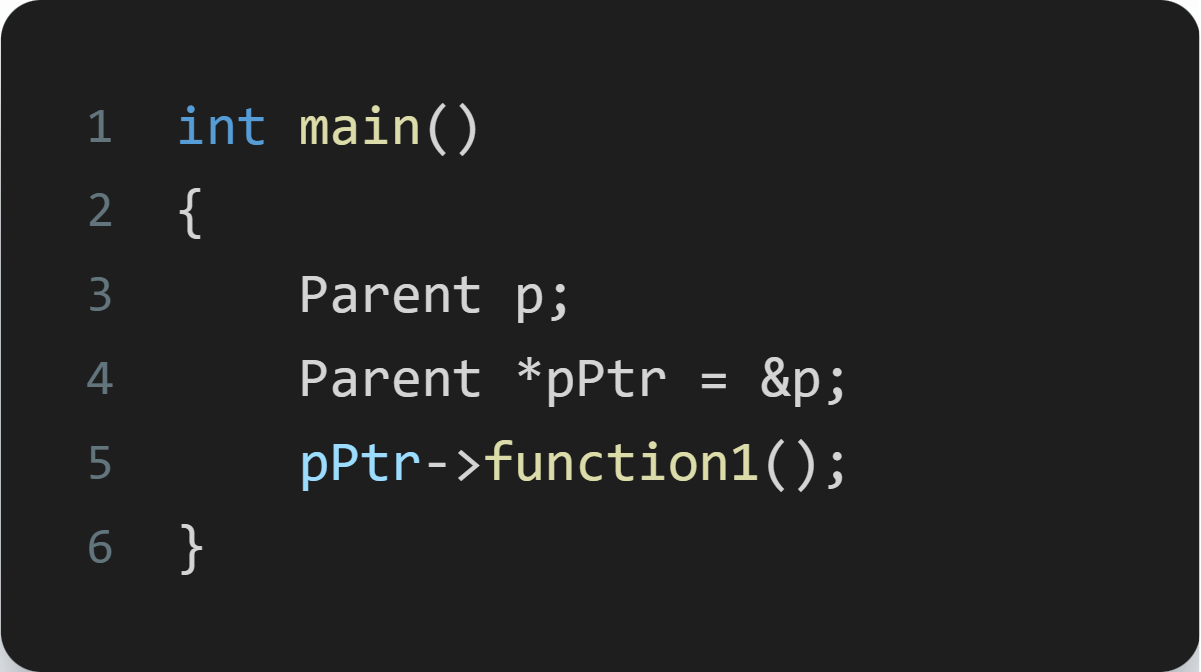 1 int main()
2 {
3     Parent p;
4     Parent *pPtr = &p;
5     pPtr->function1();
6 }